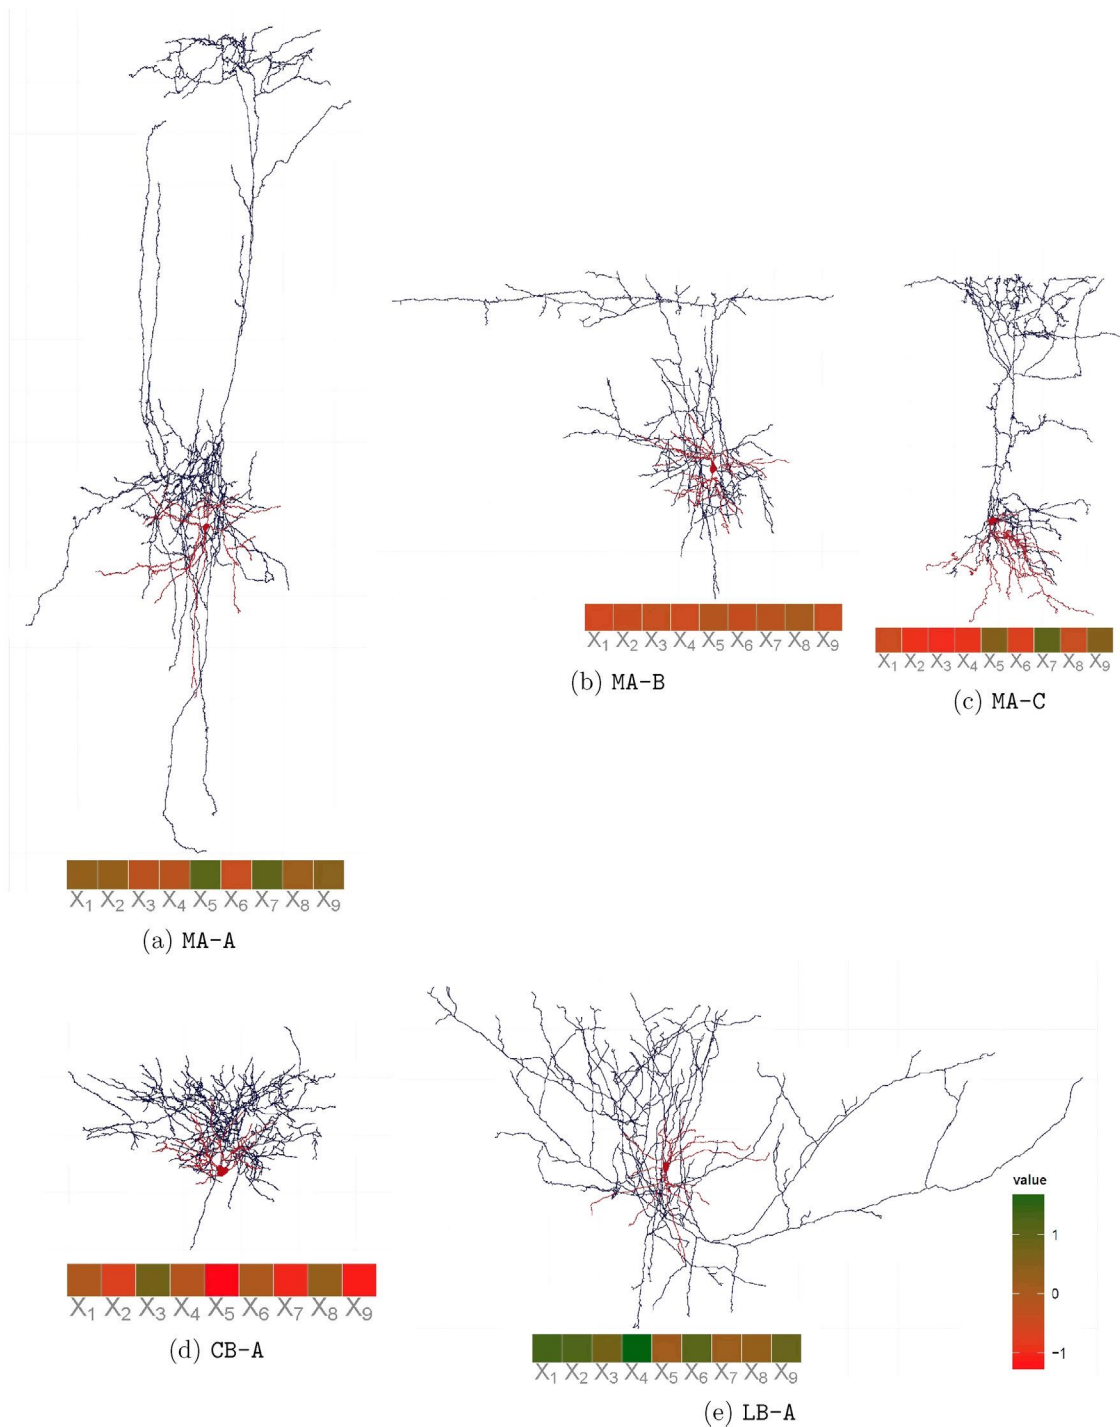 X1 X2 X3 X4 X5 X6 X7 X8 X9
(b) MA-B
X1 X2 X3 X4 X5 X6 X7 X8 X9
(c) MA-C
X1 X2 X3 X4 X5 X6 X7 X8 X9
(a) MA-A
X1 X2 X3 X4 X5 X6 X7 X8 X9
(d) CB-A
value
1
0
-1
X1 X2 X3 X4 X5 X6 X7 X8 X9
(e) LB-A